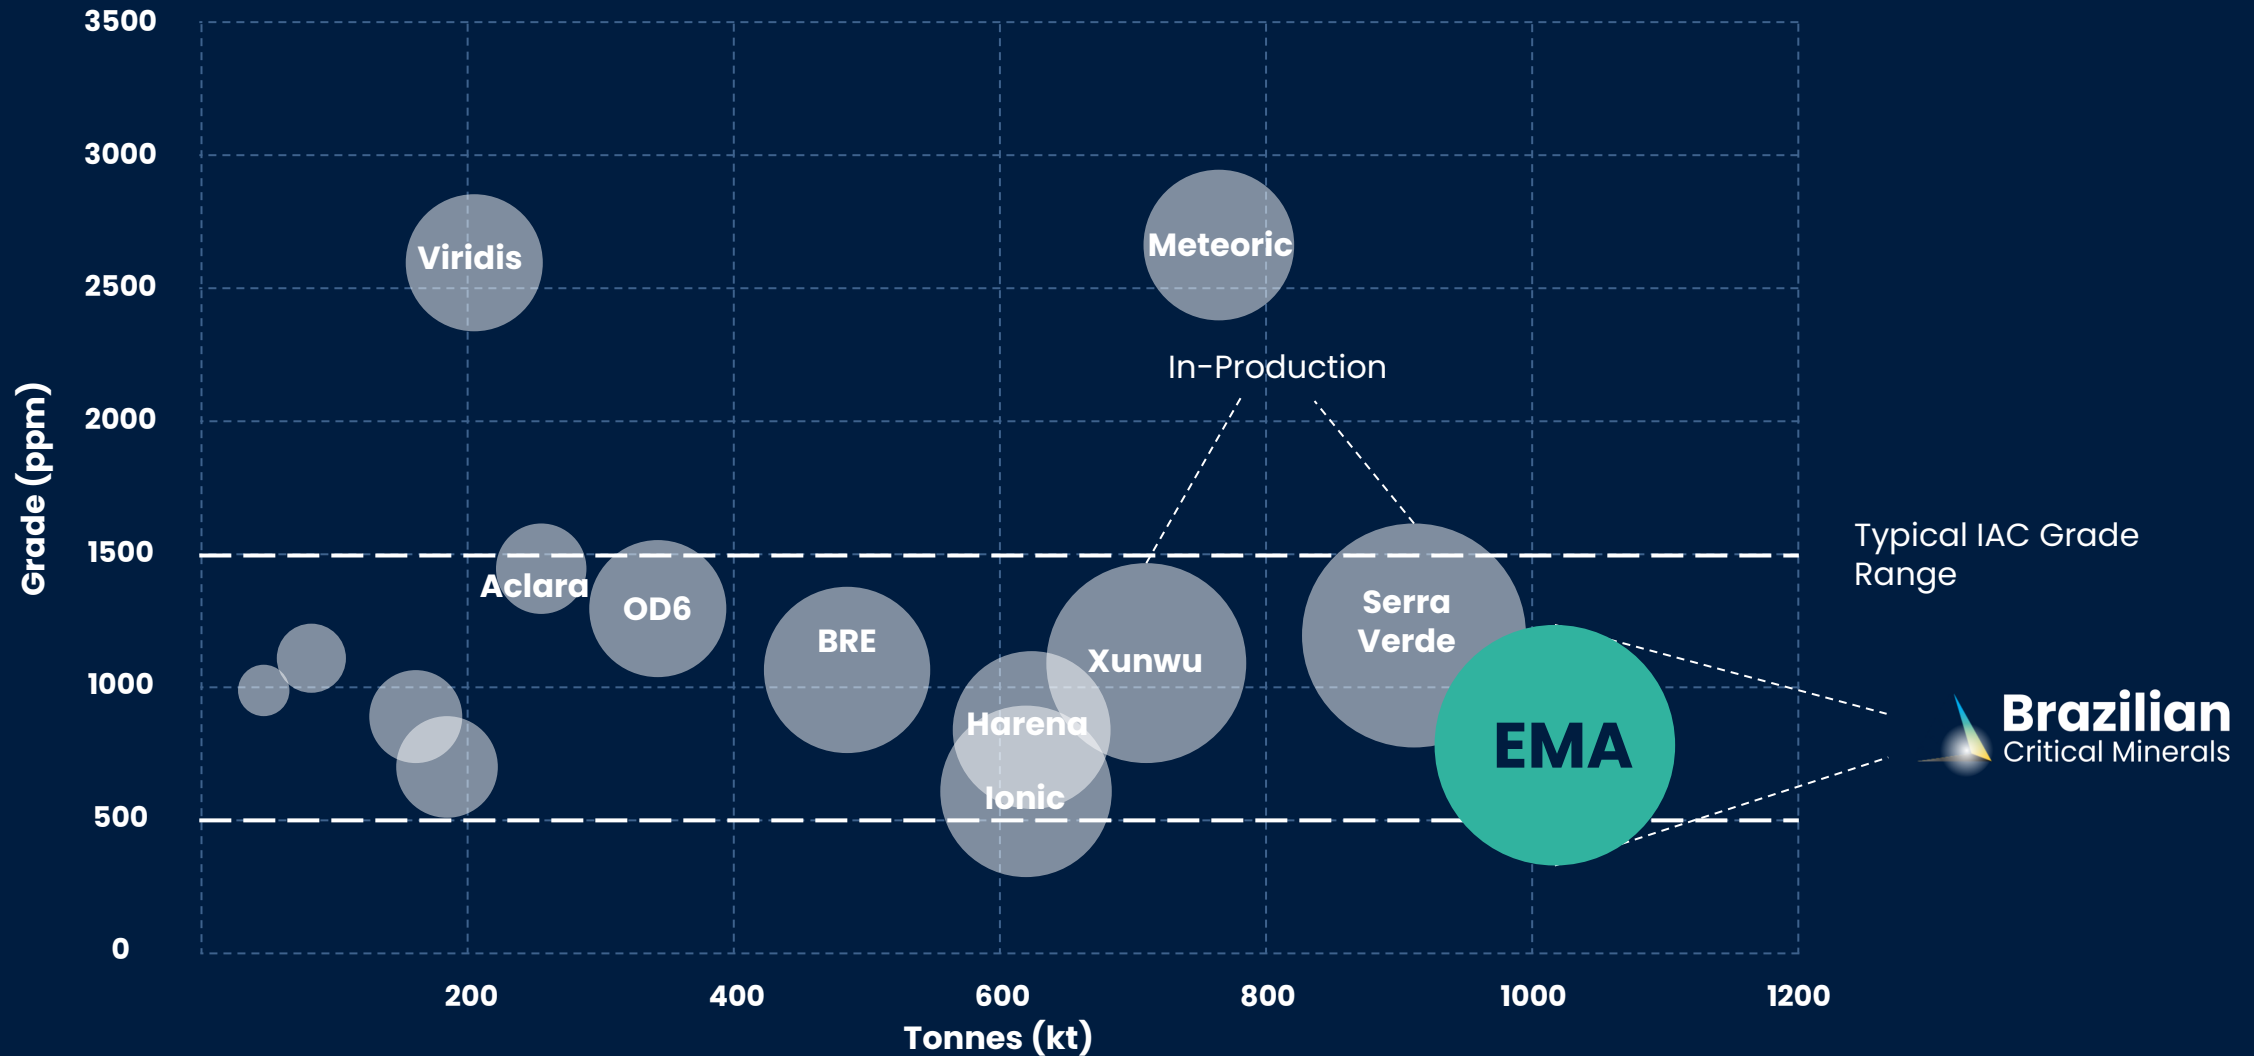 3500
3000
2500
2000
1500
1000
500
0
Grade (ppm)
200
400
600
800
1000
1200
Tonnes (kt)
Viridis
Meteoric
In-Production
Aclara
OD6
BRE
Harena
Ionic
Xunwu
Serra
Verde
EMA
Typical IAC Grade
Range
Brazilian
Critical Minerals